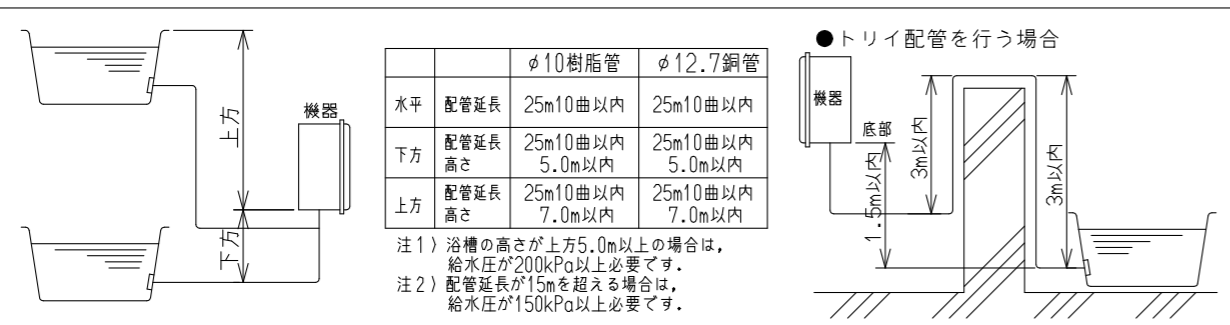 上方
下方
機器
φ10樹脂管 φ12.7銅管
水平 配管延長 25m10曲以内 25m10曲以内
下方 配管延長 25m10曲以内 25m10曲以内
高さ 5.0m以内 5.0m以内
上方 配管延長 25m10曲以内 25m10曲以内
高さ 7.0m以内 7.0m以内
注1)浴槽の高さが上方5.0m以上の場合は,
給水圧が200kPa以上必要です.
注2)配管延長が15mを超える場合は,
給水圧が150kPa以上必要です.
●トリイ配管を行う場合
機器
底部
1.5m以内
3m以内
3m以内